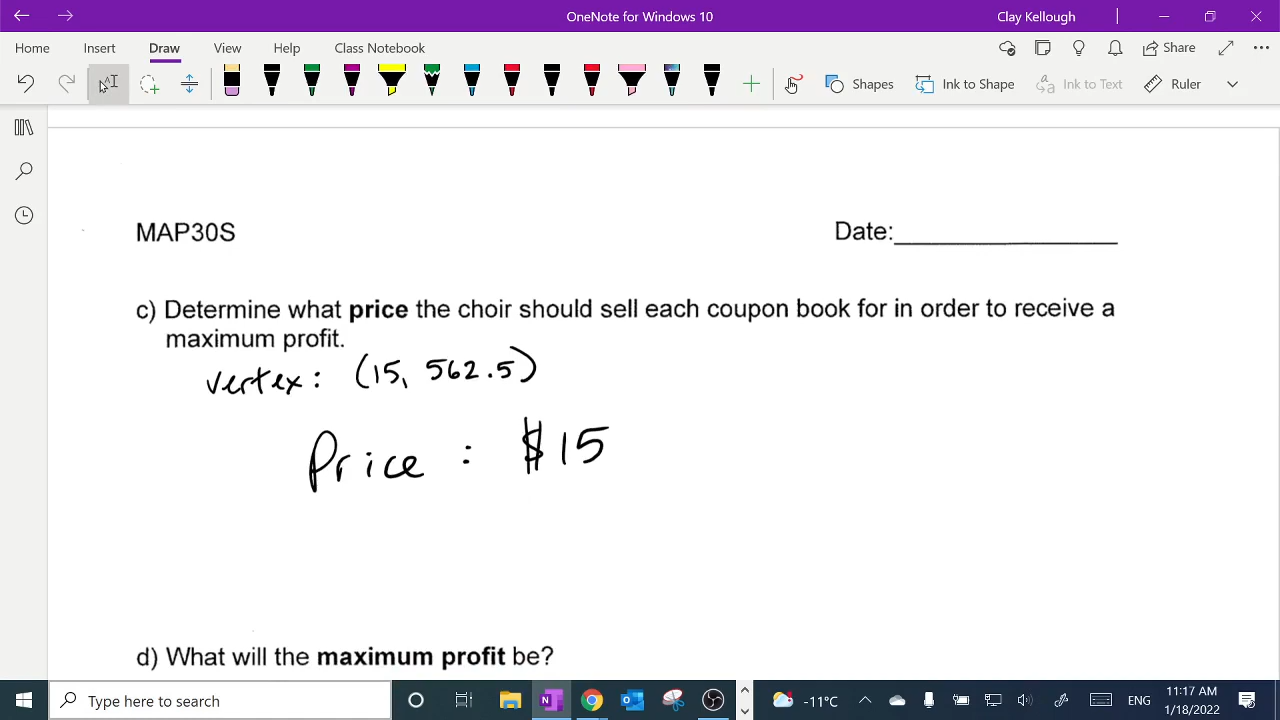 OneNote for Windows 10
Clay Kellough
Home Insert Draw View Help Class Notebook Share
Shapes Ink to Shape Ink to Text Ruler
MAP30S Date:__________________
c) Determine what price the choir should sell each coupon book for in order to receive a
maximum profit.
vertex: (15, 562.5)
Price : $15
d) What will the maximum profit be?
Type here to search
-11°C
ENG
11:17 AM
1/18/2022